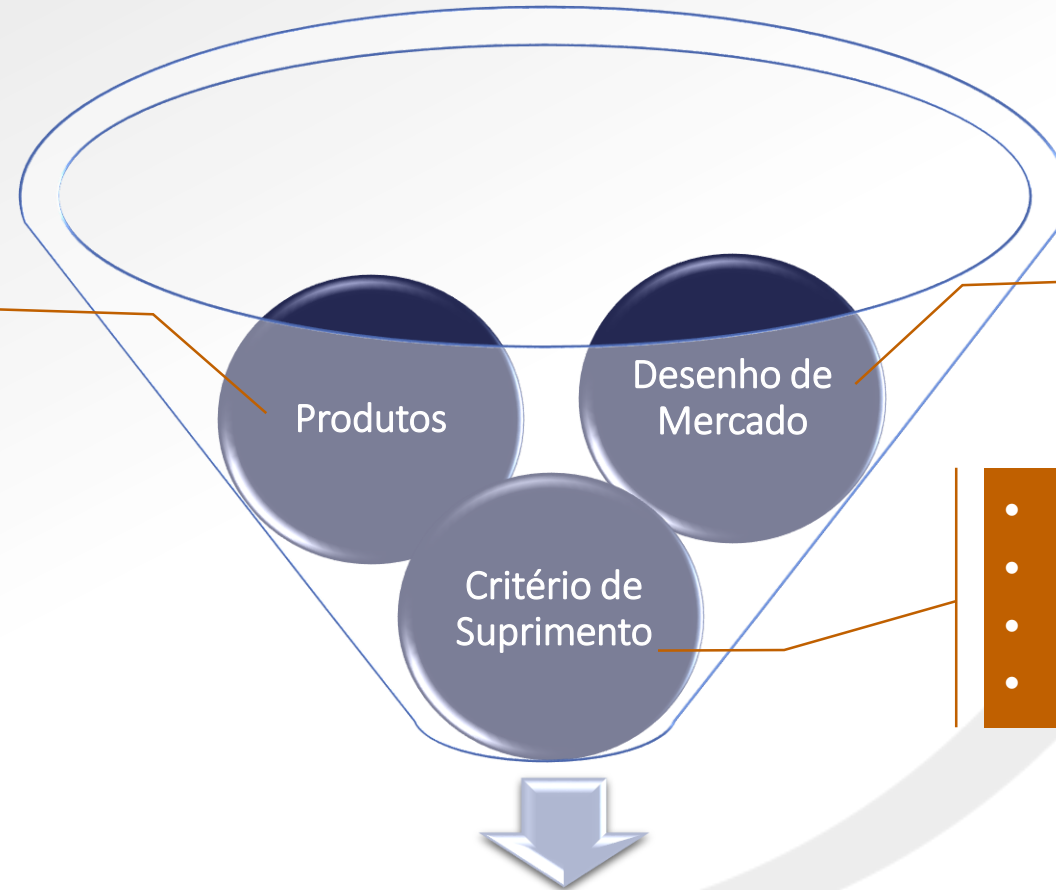 Produtos
Desenho de
Mercado
Critério de
Suprimento